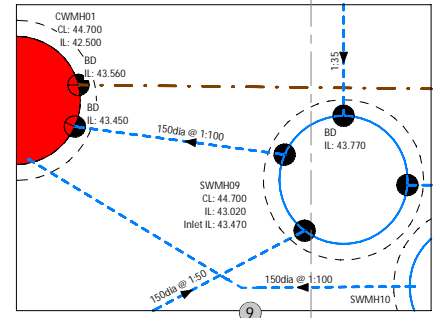 CWMH01
CL: 44.700
IL: 42.500
BD
IL: 43.560
BD
IL: 43.450
150dia @ 1:100
1:35
BD
IL: 43.770
SWMH09
CL: 44.700
IL: 43.020
Inlet IL: 43.470
150dia @ 1:50
150dia @ 1:100
SWMH10
9